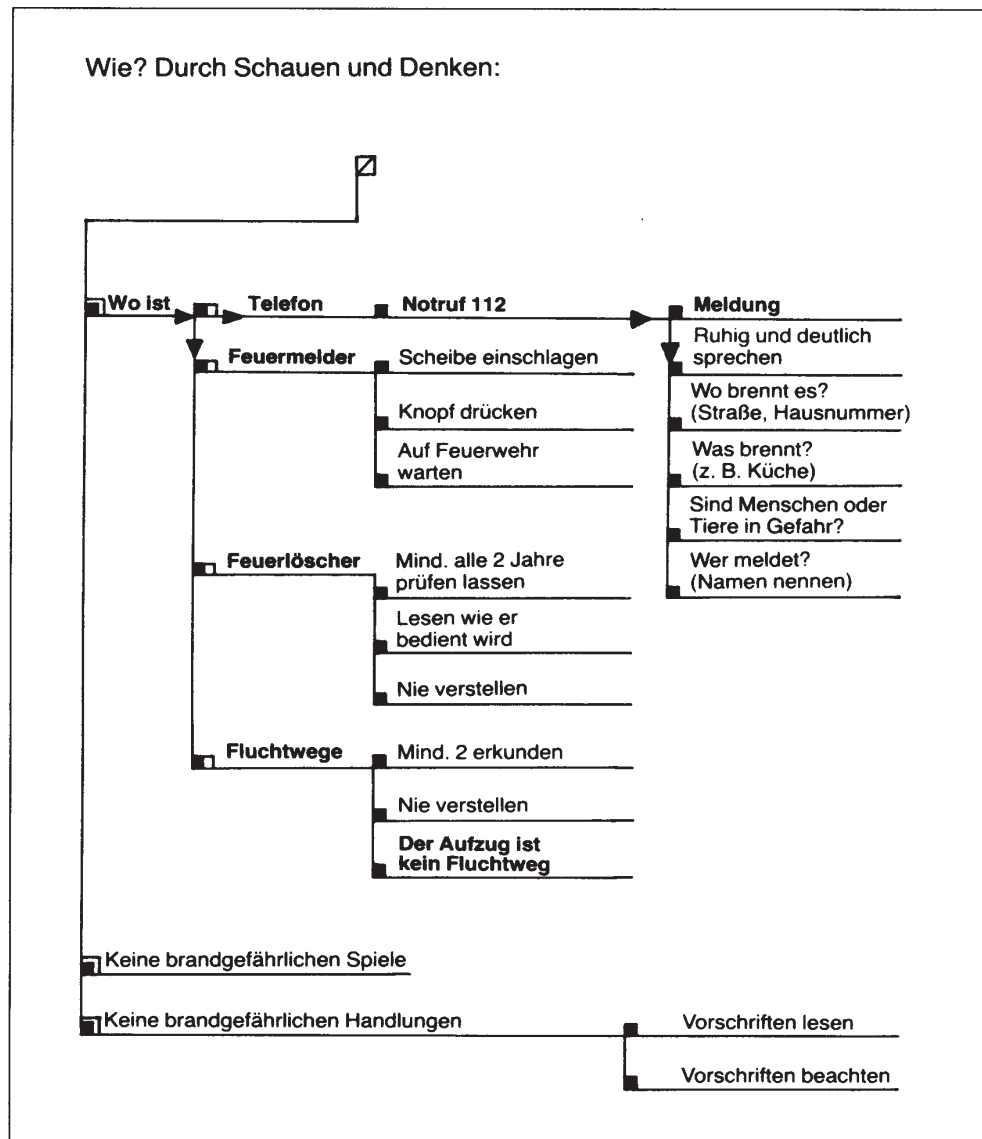 Wie? Durch Schauen und Denken:
Wo ist
Telefon
Notruf 112
Meldung
Ruhig und deutlich
sprechen
Wo brennt es?
(Straße, Hausnummer)
Was brennt?
(z. B. Küche)
Sind Menschen oder
Tiere in Gefahr?
Wer meldet?
(Namen nennen)
Feuermelder
Scheibe einschlagen
Knopf drücken
Auf Feuerwehr
warten
Feuerlöscher
Mind. alle 2 Jahre
prüfen lassen
Lesen wie er
bedient wird
Nie verstellen
Fluchtwege
Mind. 2 erkunden
Nie verstellen
Der Aufzug ist
kein Fluchtweg
Keine brandgefährlichen Spiele
Keine brandgefährlichen Handlungen
Vorschriften lesen
Vorschriften beachten